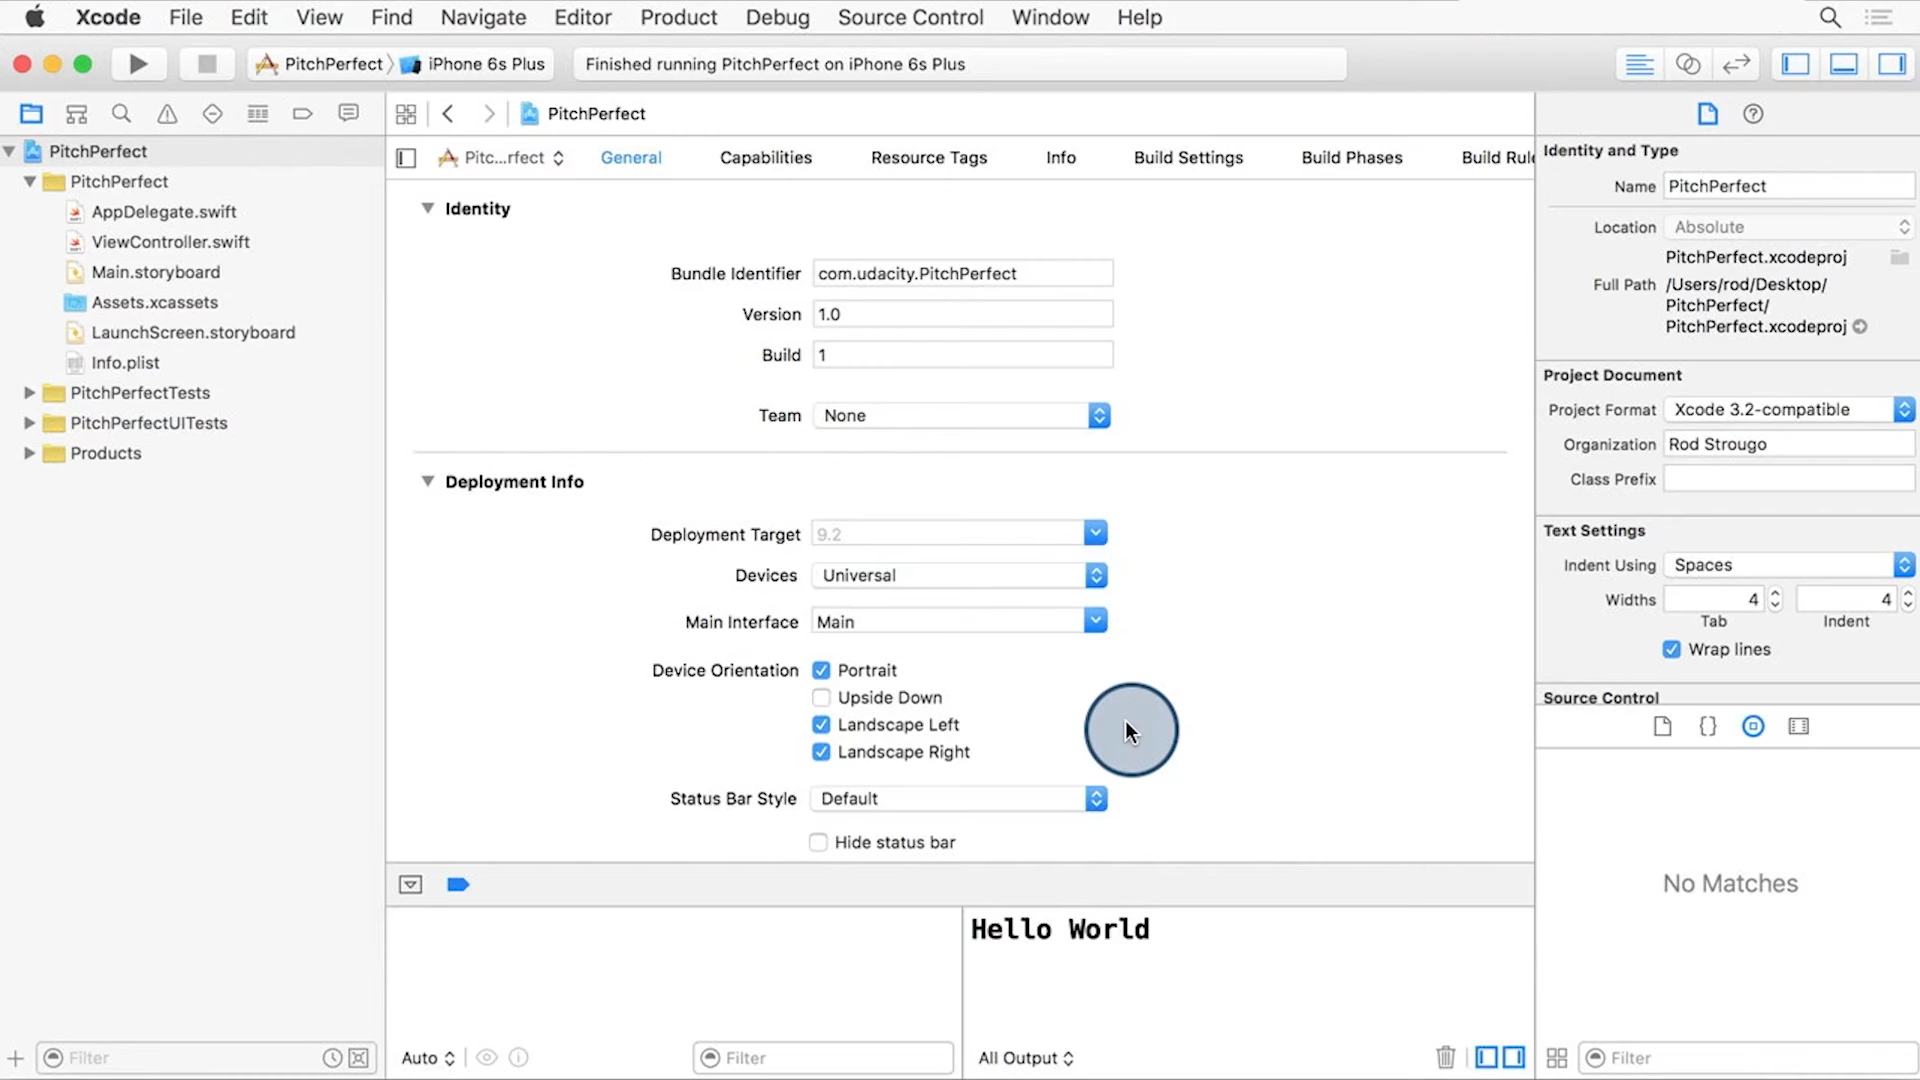 Xcode File Edit View Find Navigate Editor Product Debug Source Control Window Help
PitchPerfect iPhone 6s Plus Finished running PitchPerfect on iPhone 6s Plus
PitchPerfect
PitchPerfect
PitchPerfect
AppDelegate.swift
ViewController.swift
Main.storyboard
Assets.xcassets
LaunchScreen.storyboard
Info.plist
PitchPerfectTests
PitchPerfectUITests
Products
Filter
Pitc...rfect General Capabilities Resource Tags Info Build Settings Build Phases Build Rule
Identity
Bundle Identifier com.udacity.PitchPerfect
Version 1.0
Build 1
Team None
Deployment Info
Deployment Target 9.2
Devices Universal
Main Interface Main
Device Orientation Portrait
Upside Down
Landscape Left
Landscape Right
Status Bar Style Default
Hide status bar
Hello World
Auto Filter All Output
Identity and Type
Name PitchPerfect
Location Absolute
PitchPerfect.xcodeproj
Full Path /Users/rod/Desktop/
PitchPerfect/
PitchPerfect.xcodeproj
Project Document
Project Format Xcode 3.2-compatible
Organization Rod Strougo
Class Prefix
Text Settings
Indent Using Spaces
Widths 4 4
Tab Indent
Wrap lines
Source Control
{}
No Matches
Filter